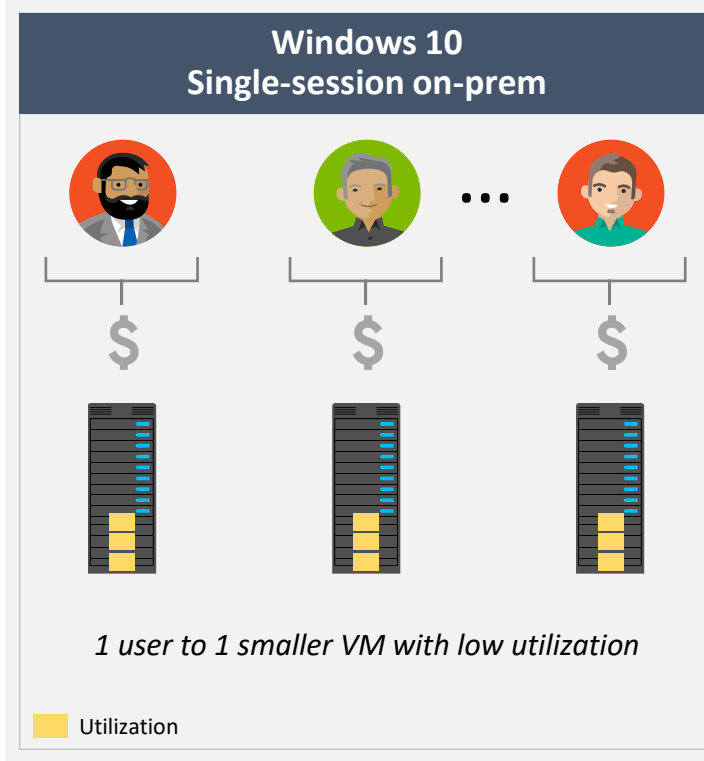 Windows 10
Single-session on-prem
...
$ $ $
1 user to 1 smaller VM with low utilization
Utilization